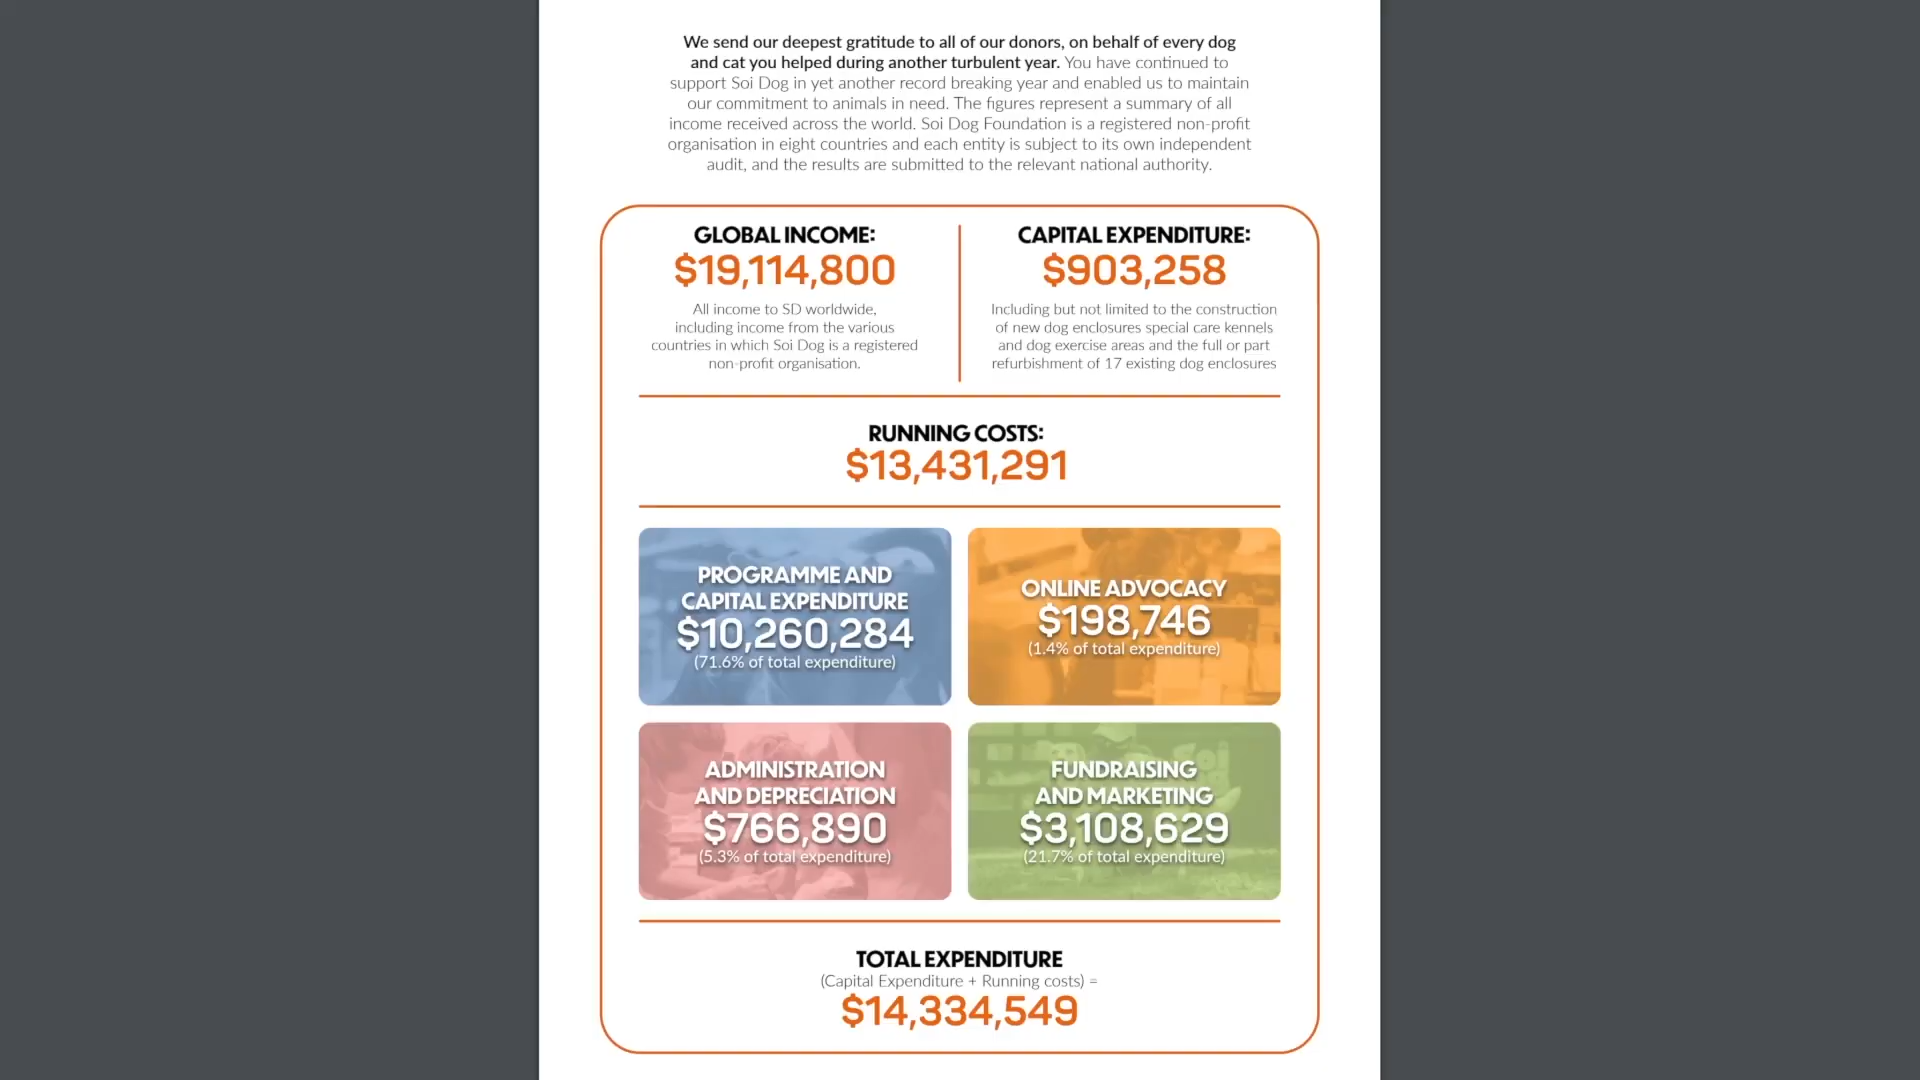 We send our deepest gratitude to all of our donors, on behalf of every dog
and cat you helped during another turbulent year. You have continued to
support Soi Dog in yet another record breaking year and enabled us to maintain
our commitment to animals in need. The figures represent a summary of all
income received across the world. Soi Dog Foundation is a registered non-profit
organisation in eight countries and each entity is subject to its own independent
audit, and the results are submitted to the relevant national authority.
GLOBAL INCOME:
$19,114,800
All income to SD worldwide,
including income from the various
countries in which Soi Dog is a registered
non-profit organisation.
CAPITAL EXPENDITURE:
$903,258
Including but not limited to the construction
of new dog enclosures special care kennels
and dog exercise areas and the full or part
refurbishment of 17 existing dog enclosures
RUNNING COSTS:
$13,431,291
PROGRAMME AND
CAPITAL EXPENDITURE
$10,260,284
(71.6% of total expenditure)
ONLINE ADVOCACY
$198,746
(1.4% of total expenditure)
ADMINISTRATION
AND DEPRECIATION
$766,890
(5.3% of total expenditure)
FUNDRAISING
AND MARKETING
$3,108,629
(21.7% of total expenditure)
TOTAL EXPENDITURE
(Capital Expenditure + Running costs) =
$14,334,549